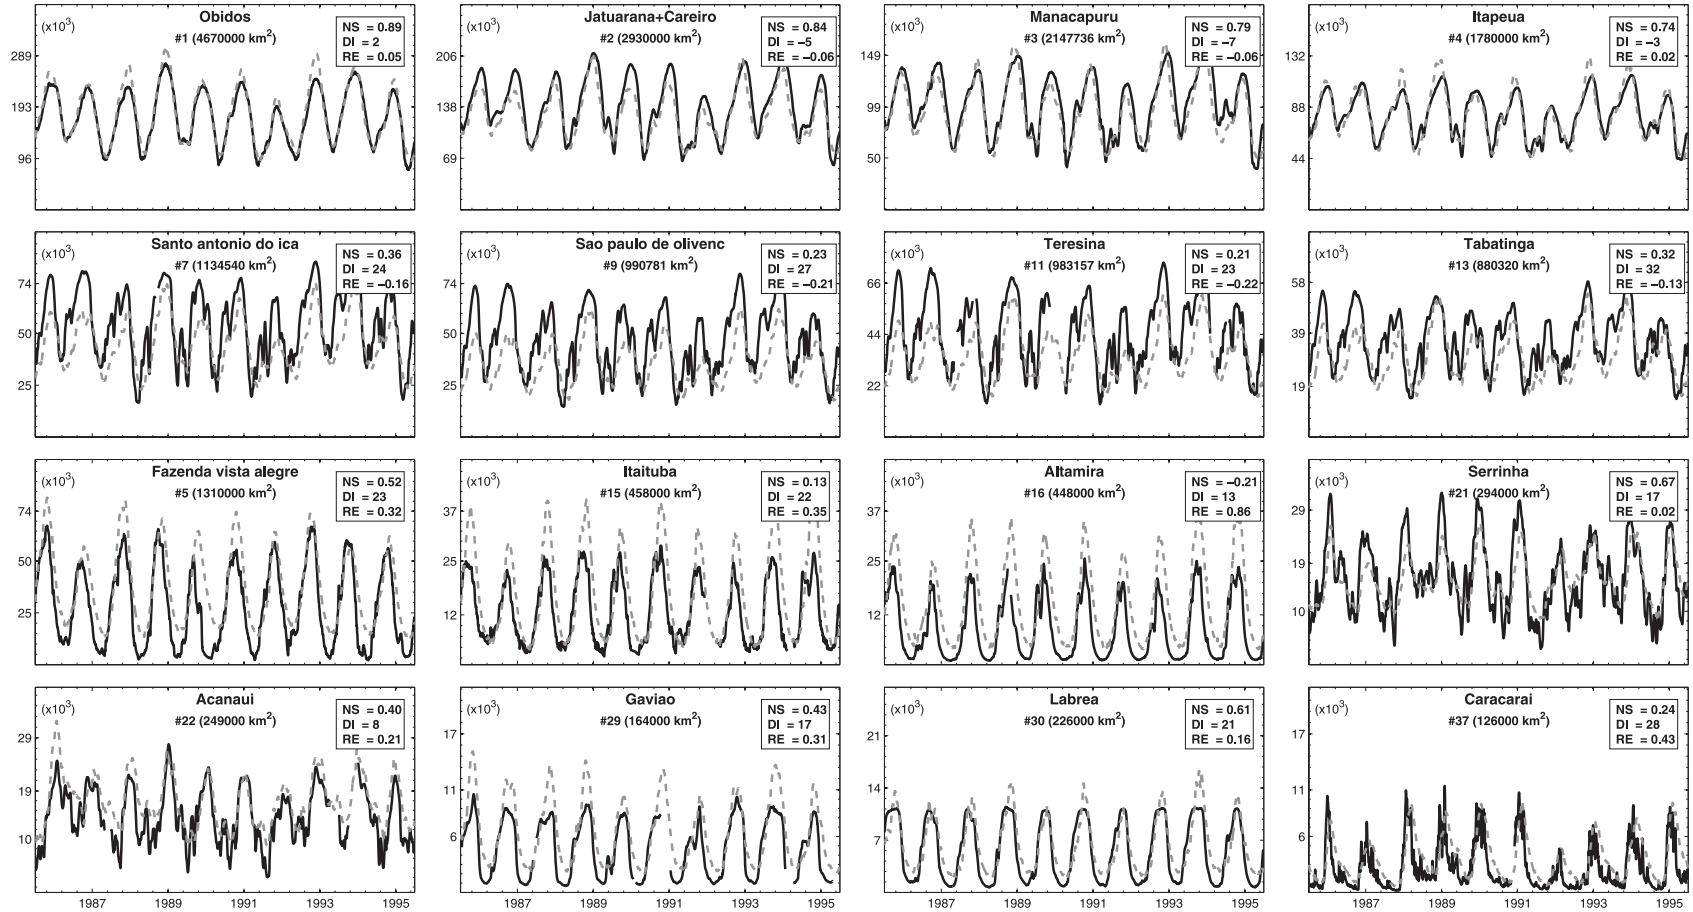 Obidos
(x10³)
#1 (4670000 km²)
NS = 0.89
DI = 2
RE = 0.05
289
193
96
Jatuarana+Careiro
(x10³)
#2 (2930000 km²)
NS = 0.84
DI = −5
RE = −0.06
206
138
69
Manacapuru
(x10³)
#3 (2147736 km²)
NS = 0.79
DI = −7
RE = −0.06
149
99
50
Itapeua
(x10³)
#4 (1780000 km²)
NS = 0.74
DI = −3
RE = 0.02
132
88
44
Santo antonio do ica
(x10³)
#7 (1134540 km²)
NS = 0.36
DI = 24
RE = −0.16
74
50
25
Sao paulo de olivenc
(x10³)
#9 (990781 km²)
NS = 0.23
DI = 27
RE = −0.21
74
50
25
Teresina
(x10³)
#11 (983157 km²)
NS = 0.21
DI = 23
RE = −0.22
66
44
22
Tabatinga
(x10³)
#13 (880320 km²)
NS = 0.32
DI = 32
RE = −0.13
58
39
19
Fazenda vista alegre
(x10³)
#5 (1310000 km²)
NS = 0.52
DI = 23
RE = 0.32
74
50
25
Itaituba
(x10³)
#15 (458000 km²)
NS = 0.13
DI = 22
RE = 0.35
37
25
12
Altamira
(x10³)
#16 (448000 km²)
NS = −0.21
DI = 13
RE = 0.86
37
25
12
Serrinha
(x10³)
#21 (294000 km²)
NS = 0.67
DI = 17
RE = 0.02
29
19
10
Acanaui
(x10³)
#22 (249000 km²)
NS = 0.40
DI = 8
RE = 0.21
29
19
10
1987 1989 1991 1993 1995
Gaviao
(x10³)
#29 (164000 km²)
NS = 0.43
DI = 17
RE = 0.31
17
11
6
1987 1989 1991 1993 1995
Labrea
(x10³)
#30 (226000 km²)
NS = 0.61
DI = 21
RE = 0.16
21
14
7
1987 1989 1991 1993 1995
Caracarai
(x10³)
#37 (126000 km²)
NS = 0.24
DI = 28
RE = 0.43
17
11
6
1987 1989 1991 1993 1995